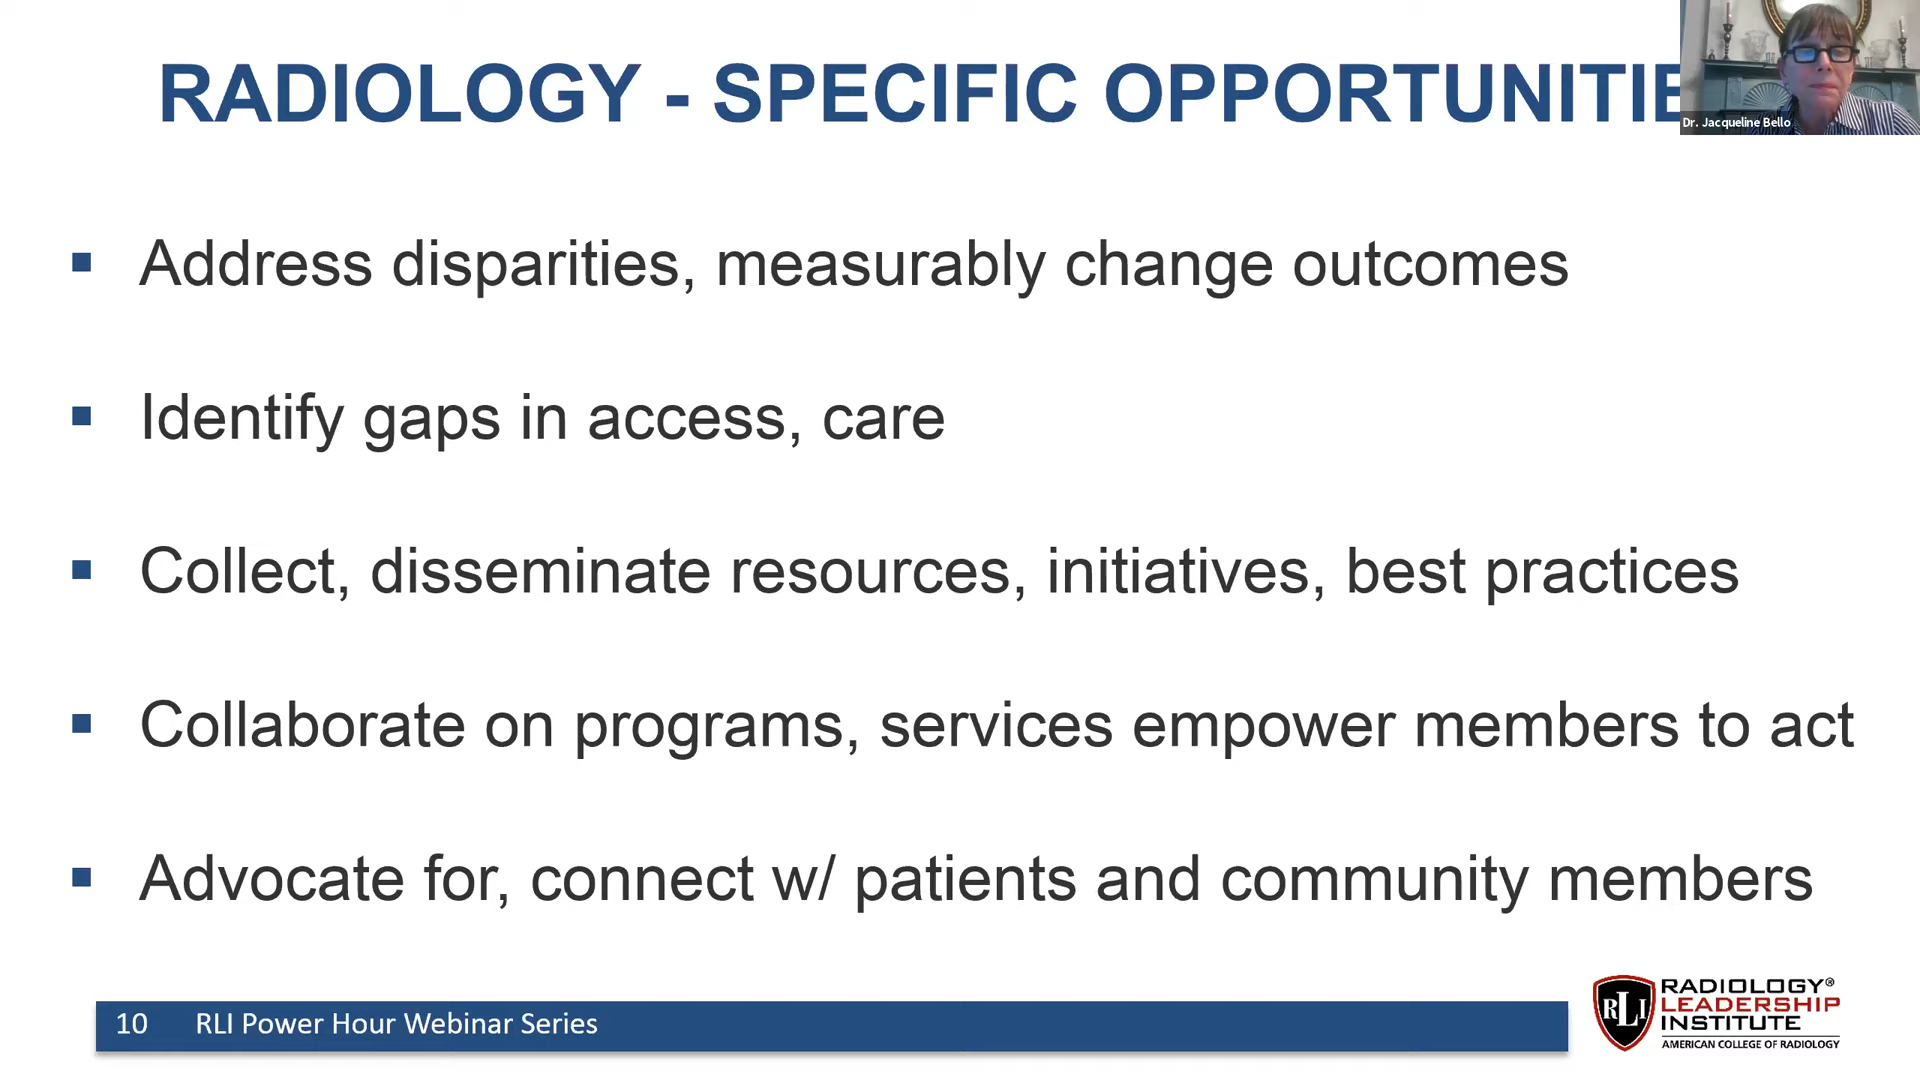 RADIOLOGY - SPECIFIC OPPORTUNITIE
Dr. Jacqueline Bello
▪ Address disparities, measurably change outcomes
▪ Identify gaps in access, care
▪ Collect, disseminate resources, initiatives, best practices
▪ Collaborate on programs, services empower members to act
▪ Advocate for, connect w/ patients and community members
10 RLI Power Hour Webinar Series
RLI
RADIOLOGY®
LEADERSHIP
INSTITUTE
AMERICAN COLLEGE OF RADIOLOGY